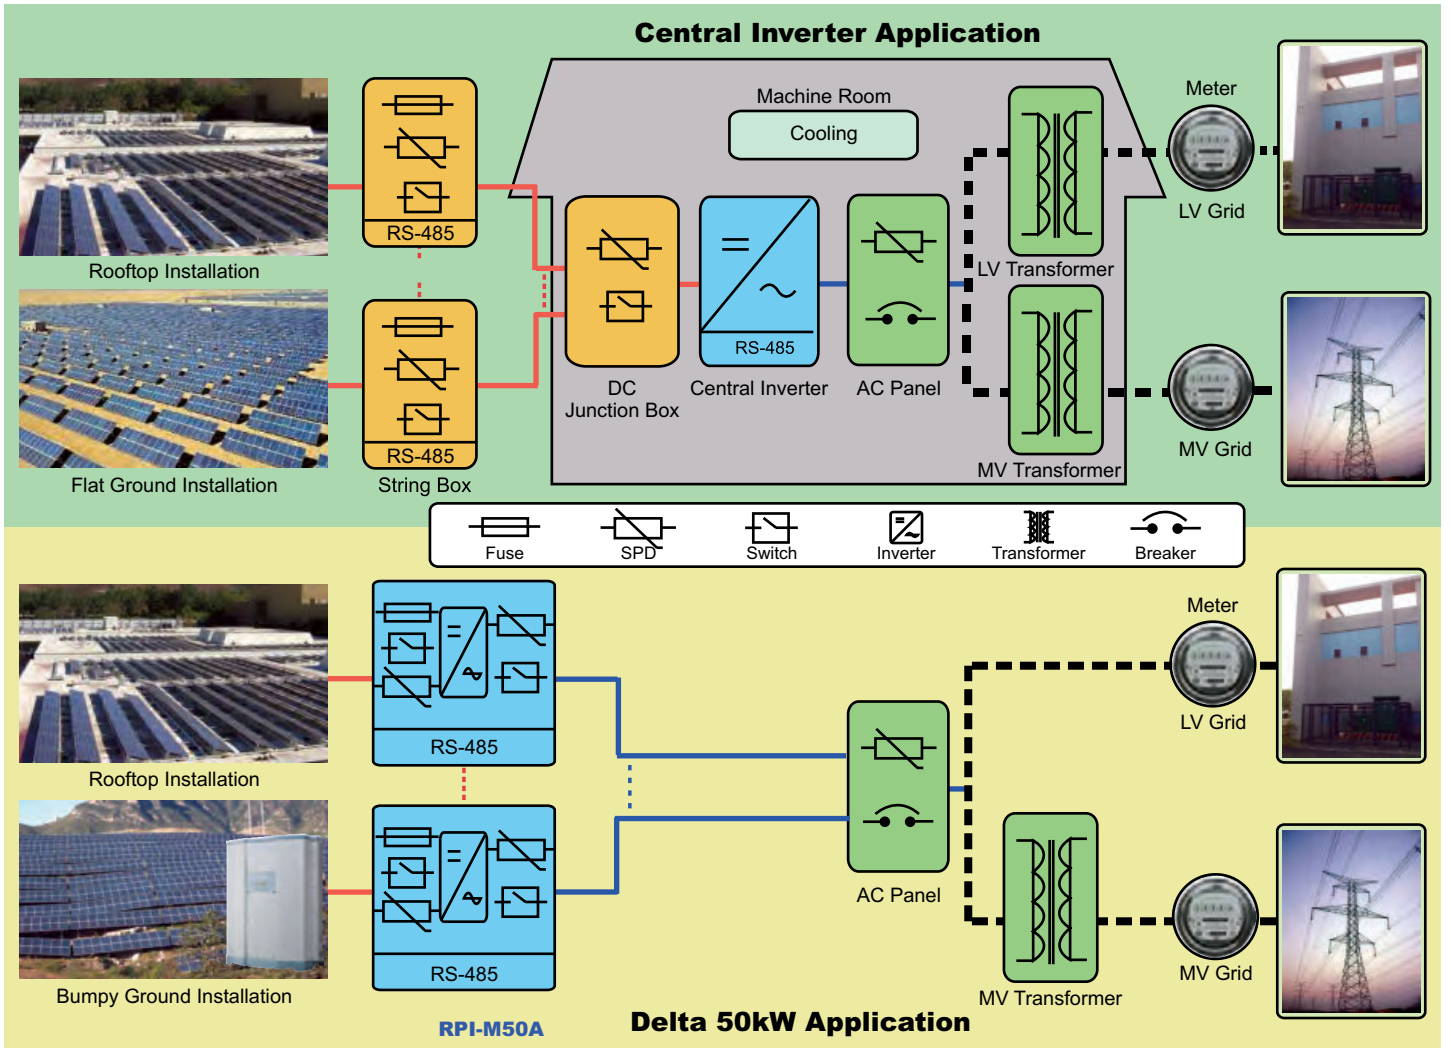 Central Inverter Application
Machine Room
Cooling
Meter
RS-485
LV Grid
Rooftop Installation
LV Transformer
RS-485
DC
Junction Box
Central Inverter
AC Panel
RS-485
MV Grid
MV Transformer
Flat Ground Installation
String Box
Fuse
SPD
Switch
Inverter
Transformer
Breaker
Meter
LV Grid
RS-485
Rooftop Installation
AC Panel
RS-485
MV Grid
Bumpy Ground Installation
MV Transformer
RPI-M50A
Delta 50kW Application